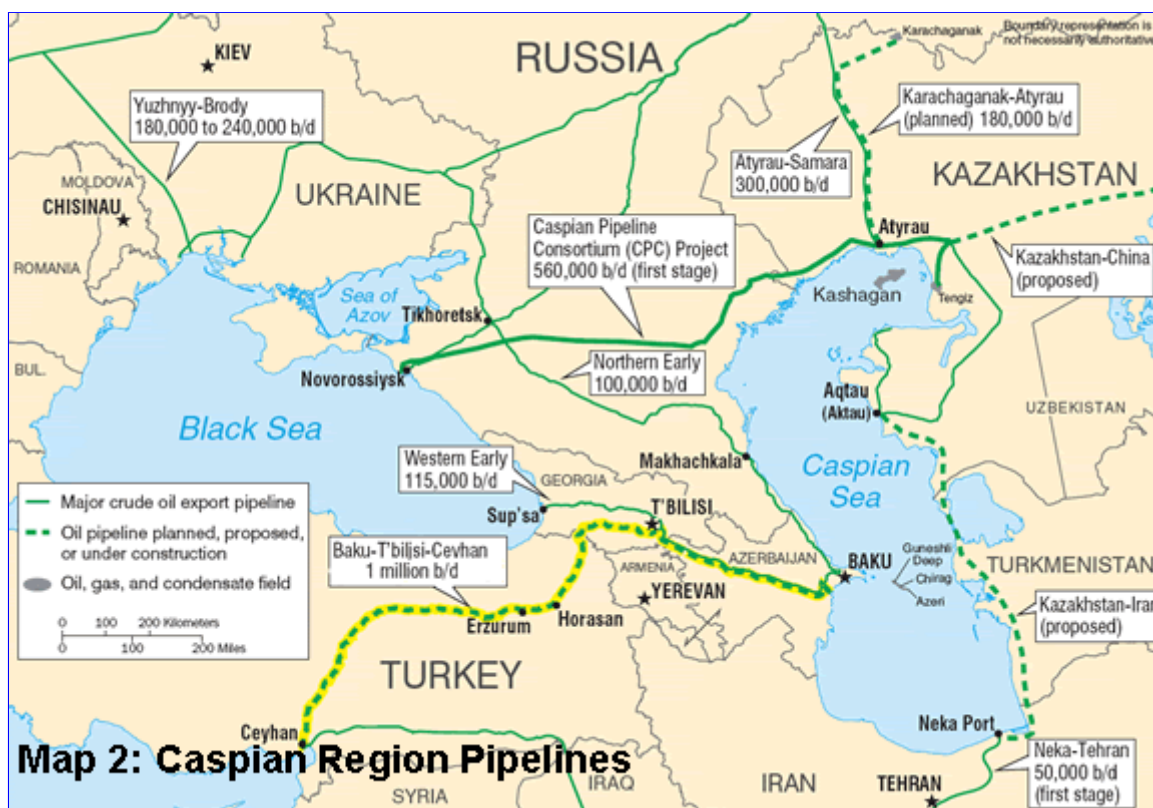 RUSSIA
Karachaganak
Boundary representation is
not necessarily authoritative.
KIEV
Yuzhnyy-Brody
180,000 to 240,000 b/d
Karachaganak-Atyrau
(planned) 180,000 b/d
Atyrau-Samara
300,000 b/d
KAZAKHSTAN
MOLDOVA
CHISINAU
UKRAINE
Caspian Pipeline
Consortium (CPC) Project
560,000 b/d (first stage)
Atyrau
Kazakhstan-China
(proposed)
ROMANIA
Sea of
Azov
Kashagan
Tengiz
Tikhoretsk
Northern Early
100,000 b/d
BUL.
Novorossiysk
Aqtau
(Aktau)
UZBEKISTAN
Black Sea
Western Early
115,000 b/d
Makhachkala
Caspian
Sea
GEORGIA
Major crude oil export pipeline
Oil pipeline planned, proposed,
or under construction
Oil, gas, and condensate field
0 100 200 Kilometers
0 100 200 Miles
Sup'sa
T'BILISI
Baku-T'bilisi-Ceyhan
1 million b/d
AZERBAIJAN
ARMENIA
BAKU
Guneshli
Deep
Chirag
Azeri
TURKMENISTAN
YEREVAN
Kazakhstan-Iran
(proposed)
Erzurum
Horasan
TURKEY
Ceyhan
Neka Port
Map 2: Caspian Region Pipelines
Neka-Tehran
50,000 b/d
(first stage)
SYRIA
IRAQ
IRAN
TEHRAN